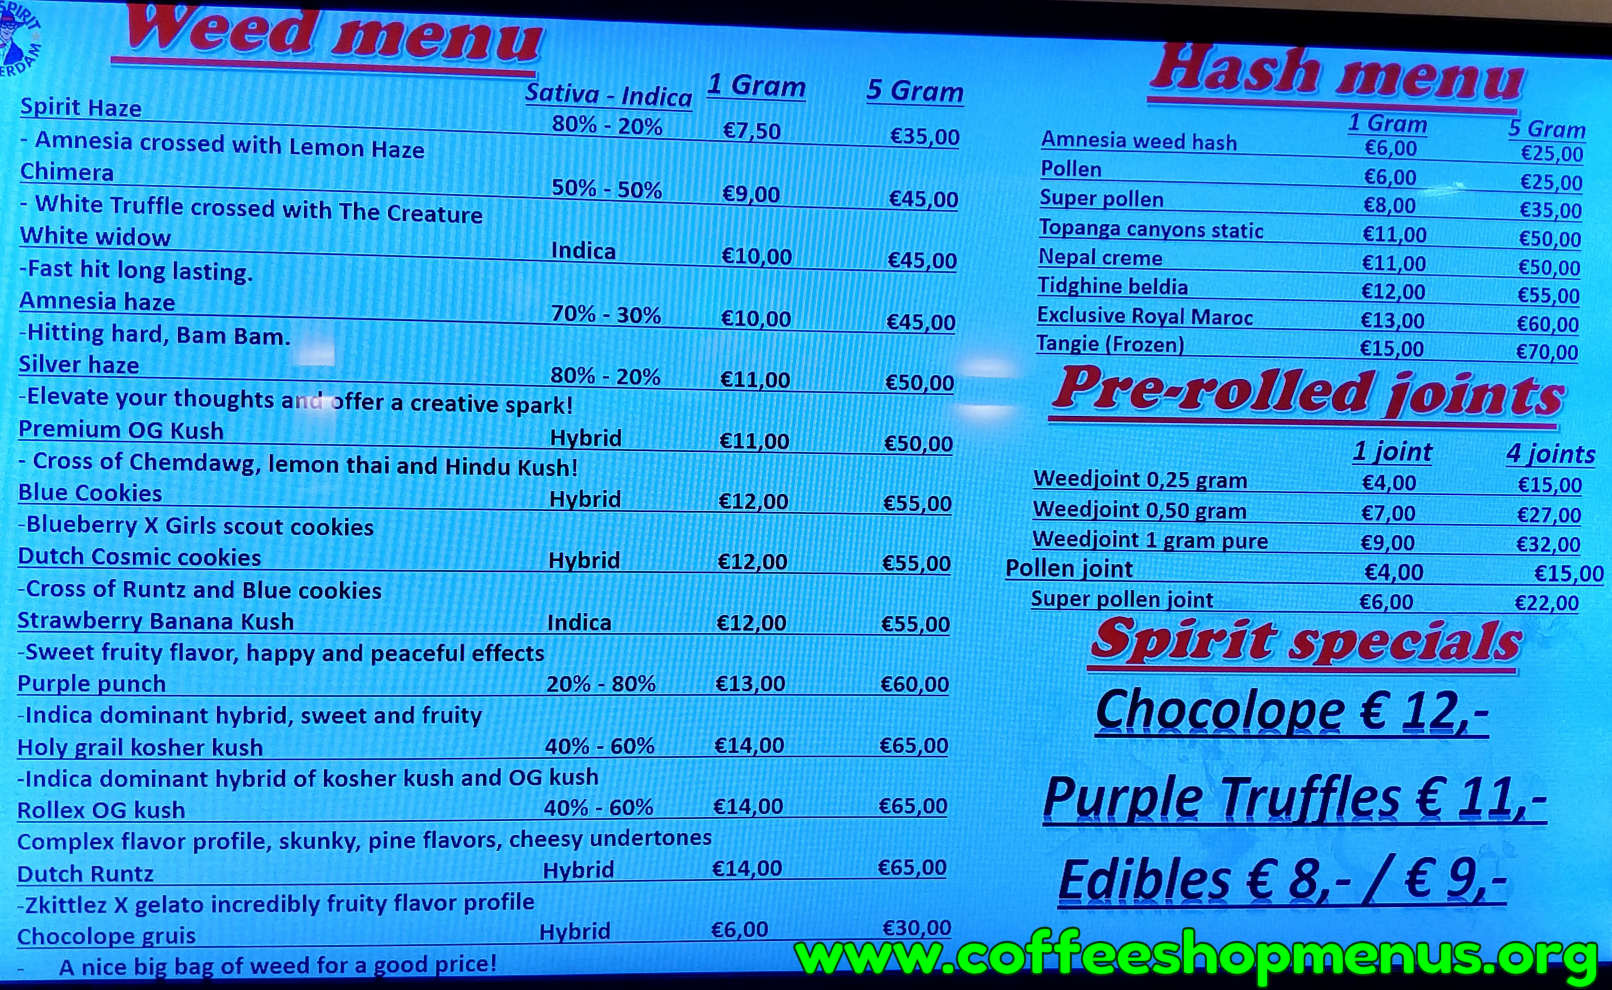 SPIRIT
Weed menu
Sativa - Indica 1 Gram 5 Gram
Spirit Haze 80% - 20% €7,50 €35,00
- Amnesia crossed with Lemon Haze
Chimera 50% - 50% €9,00 €45,00
- White Truffle crossed with The Creature
White widow Indica €10,00 €45,00
-Fast hit long lasting.
Amnesia haze 70% - 30% €10,00 €45,00
-Hitting hard, Bam Bam.
Silver haze 80% - 20% €11,00 €50,00
-Elevate your thoughts and offer a creative spark!
Premium OG Kush Hybrid €11,00 €50,00
- Cross of Chemdawg, lemon thai and Hindu Kush!
Blue Cookies Hybrid €12,00 €55,00
-Blueberry X Girls scout cookies
Dutch Cosmic cookies Hybrid €12,00 €55,00
-Cross of Runtz and Blue cookies
Strawberry Banana Kush Indica €12,00 €55,00
-Sweet fruity flavor, happy and peaceful effects
Purple punch 20% - 80% €13,00 €60,00
-Indica dominant hybrid, sweet and fruity
Holy grail kosher kush 40% - 60% €14,00 €65,00
-Indica dominant hybrid of kosher kush and OG kush
Rollex OG kush 40% - 60% €14,00 €65,00
Complex flavor profile, skunky, pine flavors, cheesy undertones
Dutch Runtz Hybrid €14,00 €65,00
-Zkittlez X gelato incredibly fruity flavor profile
Chocolope gruis Hybrid €6,00 €30,00
- A nice big bag of weed for a good price!
Hash menu
1 Gram 5 Gram
Amnesia weed hash €6,00 €25,00
Pollen €6,00 €25,00
Super pollen €8,00 €35,00
Topanga canyons static €11,00 €50,00
Nepal creme €11,00 €50,00
Tidghine beldia €12,00 €55,00
Exclusive Royal Maroc €13,00 €60,00
Tangie (Frozen) €15,00 €70,00
Pre-rolled joints
1 joint 4 joints
Weedjoint 0,25 gram €4,00 €15,00
Weedjoint 0,50 gram €7,00 €27,00
Weedjoint 1 gram pure €9,00 €32,00
Pollen joint €4,00 €15,00
Super pollen joint €6,00 €22,00
Spirit specials
Chocolope € 12,-
Purple Truffles € 11,-
Edibles € 8,- / € 9,-
www.coffeeshopmenus.org